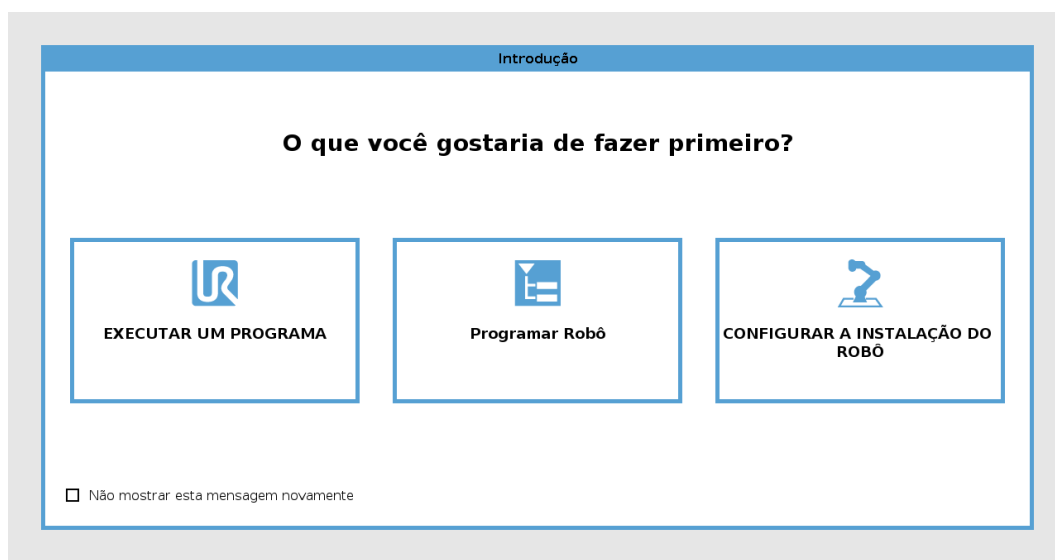 Introdução
O que você gostaria de fazer primeiro?
EXECUTAR UM PROGRAMA
Programar Robô
CONFIGURAR A INSTALAÇÃO DO
ROBÔ
Não mostrar esta mensagem novamente